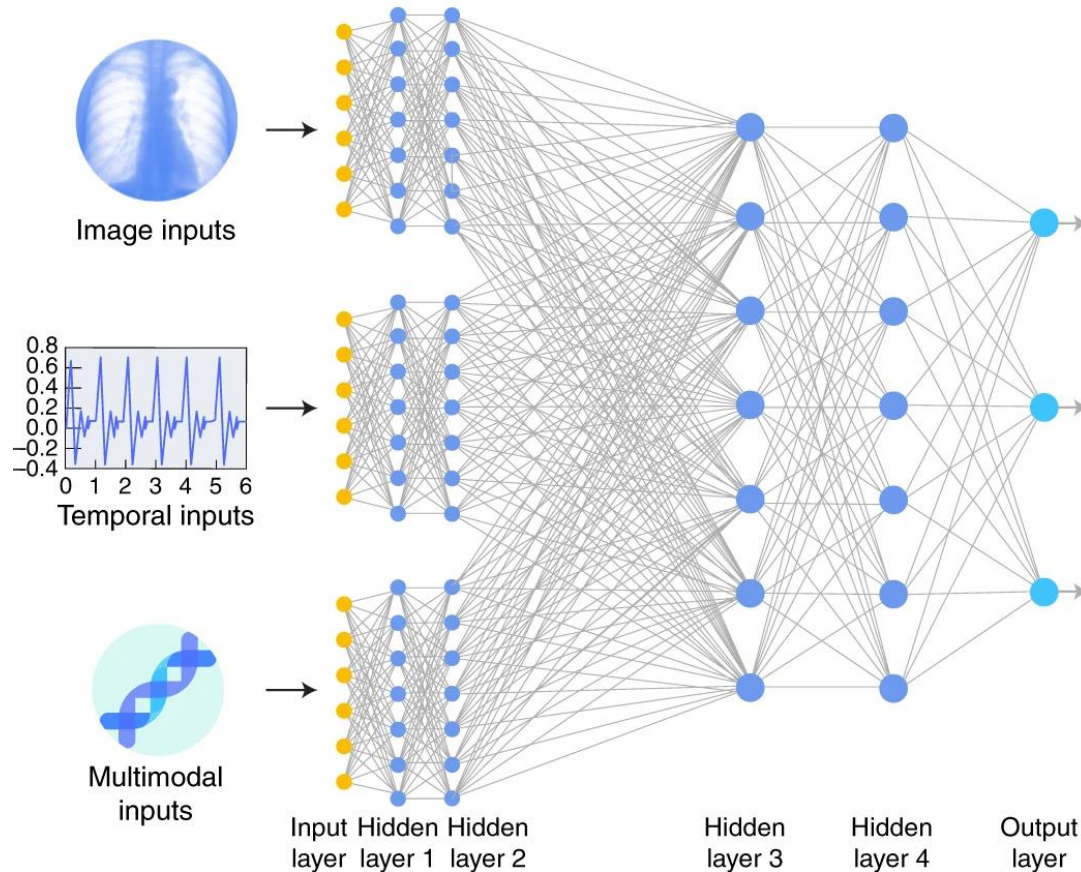 Image inputs
0.8
0.6
0.4
0.2
0.0
–0.2
–0.4
0 1 2 3 4 5 6
Temporal inputs
Multimodal
inputs
Input Hidden Hidden Hidden Hidden Output
layer layer 1 layer 2 layer 3 layer 4 layer